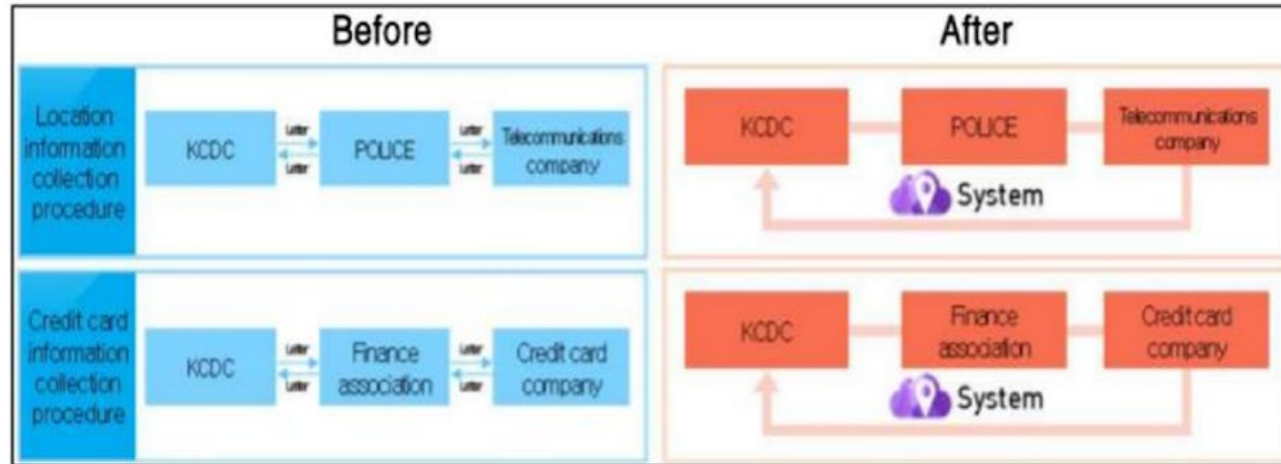 Before
After
Location
information
collection
procedure
KCDC
Letter
Letter
POLICE
Letter
Letter
Telecommunications
company
KCDC
POLICE
Telecommunications
company
System
Credit card
information
collection
procedure
KCDC
Letter
Letter
Finance
association
Letter
Letter
Credit card
company
KCDC
Finance
association
Credit card
company
System